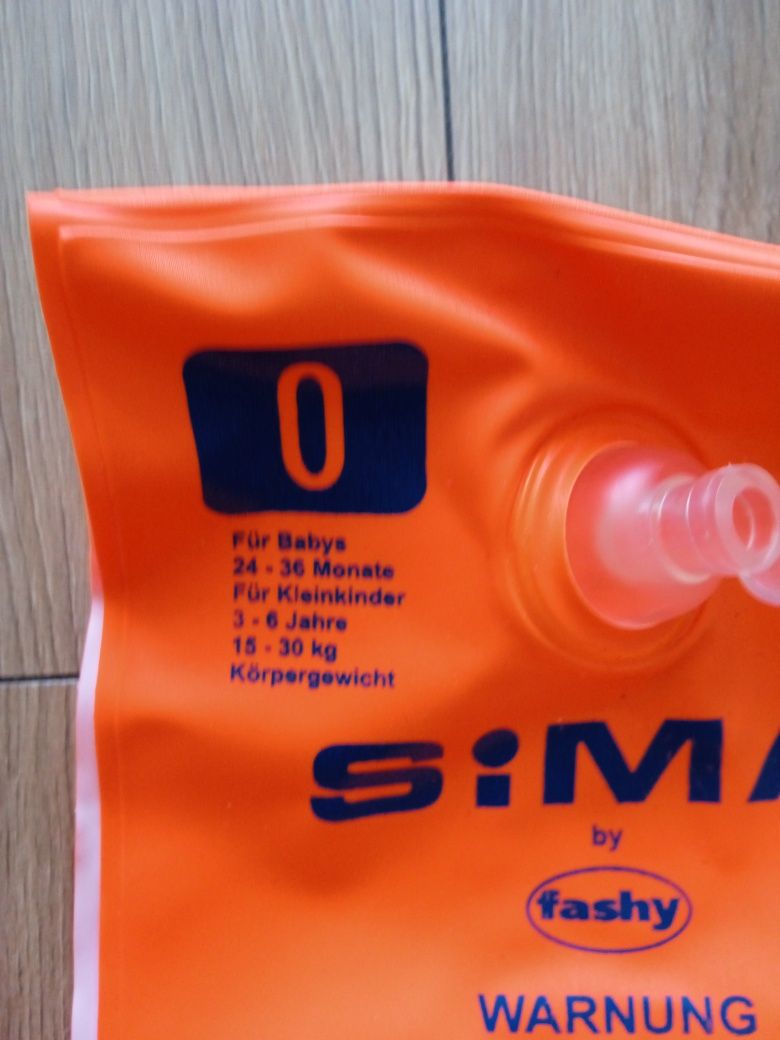 0
Für Babys
24 - 36 Monate
Für Kleinkinder
3 - 6 Jahre
15 - 30 kg
Körpergewicht
SiMA
by
fashy
WARNUNG